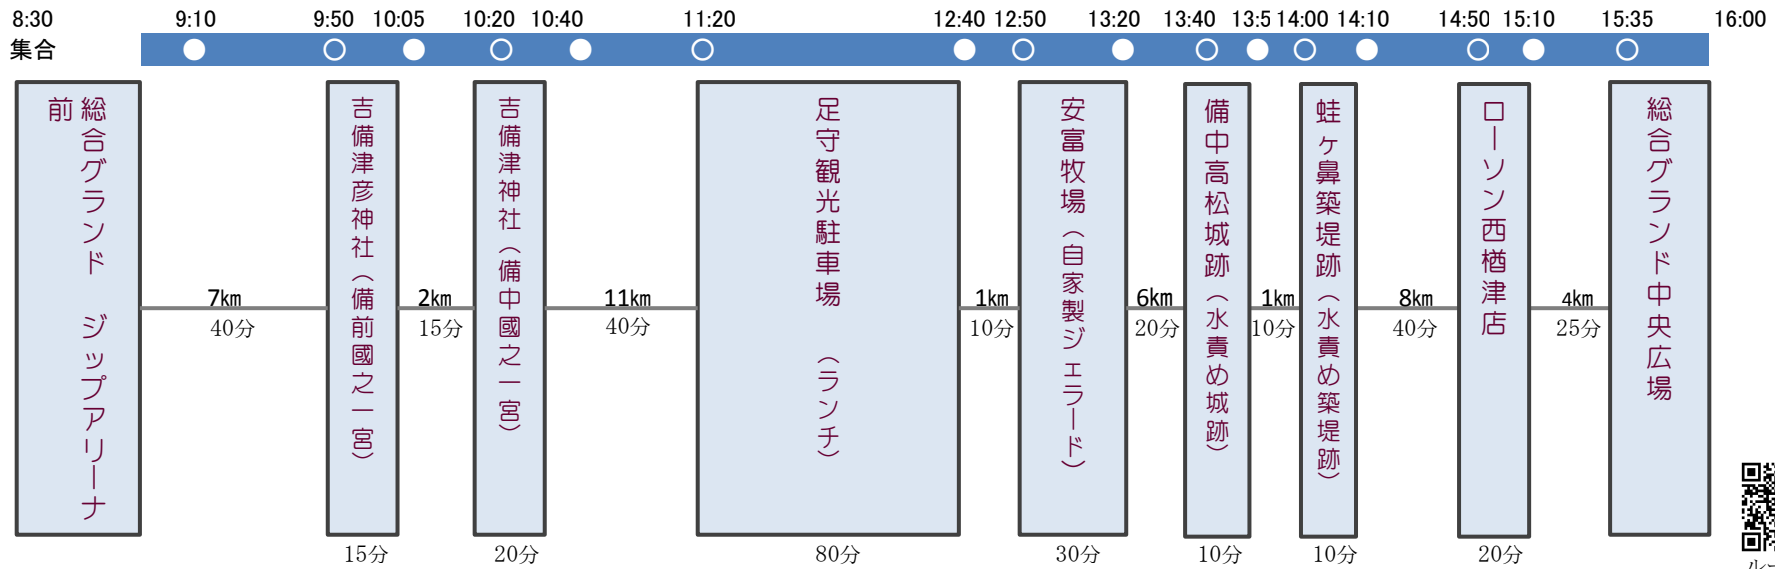 8:30
9:10
9:50
10:05
10:20
10:40
11:20
12:40
12:50
13:20
13:40
13:5
14:00
14:10
14:50
15:10
15:35
16:00
集合
総合グランド ジップアリーナ
前
吉備津彦神社（備前國之一宮）
吉備津神社（備中國之一宮）
足守観光駐車場 （ランチ）
安富牧場（自家製ジェラード）
備中高松城跡（水責め城跡）
蛙ヶ鼻築堤跡（水責め築堤跡）
ローソン西楢津店
総合グランド中央広場
7km
40分
2km
15分
11km
40分
1km
10分
6km
20分
1km
10分
8km
40分
4km
25分
15分
20分
80分
30分
10分
10分
20分